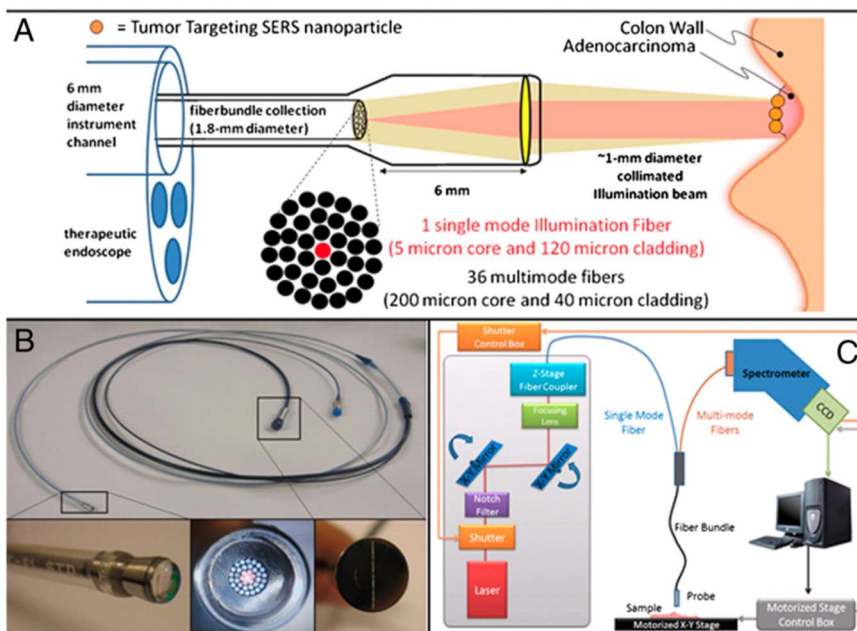 A
= Tumor Targeting SERS nanoparticle
Colon Wall
Adenocarcinoma
6 mm
diameter
instrument
channel
fiberbundle collection
(1.8-mm diameter)
therapeutic
endoscope
6 mm
~1-mm diameter
collimated
Illumination beam
1 single mode Illumination Fiber
(5 micron core and 120 micron cladding)
36 multimode fibers
(200 micron core and 40 micron cladding)
B
C
Shutter
Control Box
Z-Stage
Fiber Coupler
Focusing
Lens
X-Y Mirror
X-Y Mirror
Notch
Filter
Shutter
Laser
Single Mode
Fiber
Multi-mode
Fibers
Spectrometer
CCD
Fiber Bundle
Probe
Sample
Motorized X-Y Stage
Motorized Stage
Control Box